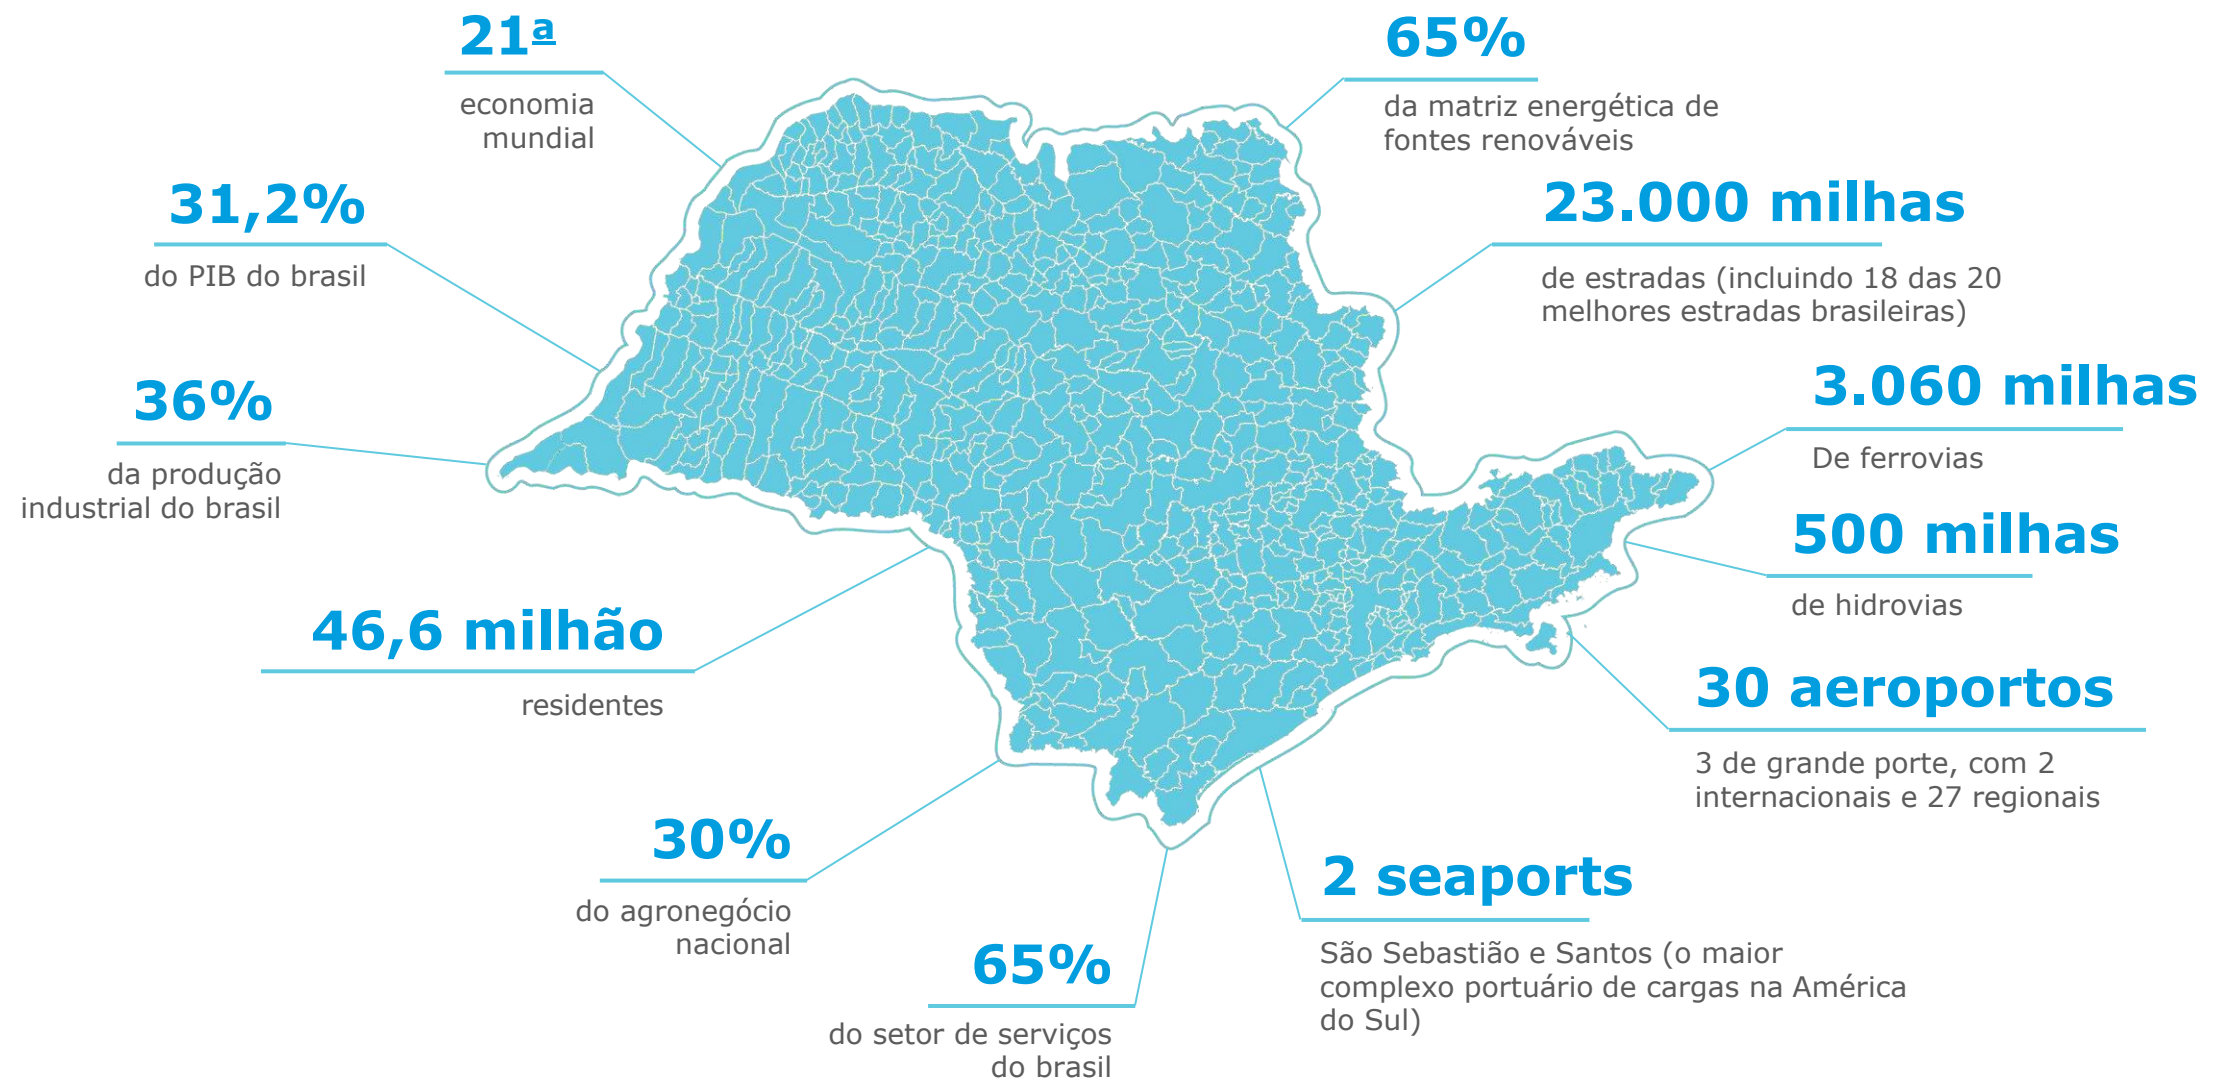 21ª
economia
mundial
31,2%
do PIB do brasil
36%
da produção
industrial do brasil
46,6 milhão
residentes
30%
do agronegócio
nacional
65%
do setor de serviços
do brasil
65%
da matriz energética de
fontes renováveis
23.000 milhas
de estradas (incluindo 18 das 20
melhores estradas brasileiras)
3.060 milhas
De ferrovias
500 milhas
de hidrovias
30 aeroportos
3 de grande porte, com 2
internacionais e 27 regionais
2 seaports
São Sebastião e Santos (o maior
complexo portuário de cargas na América
do Sul)